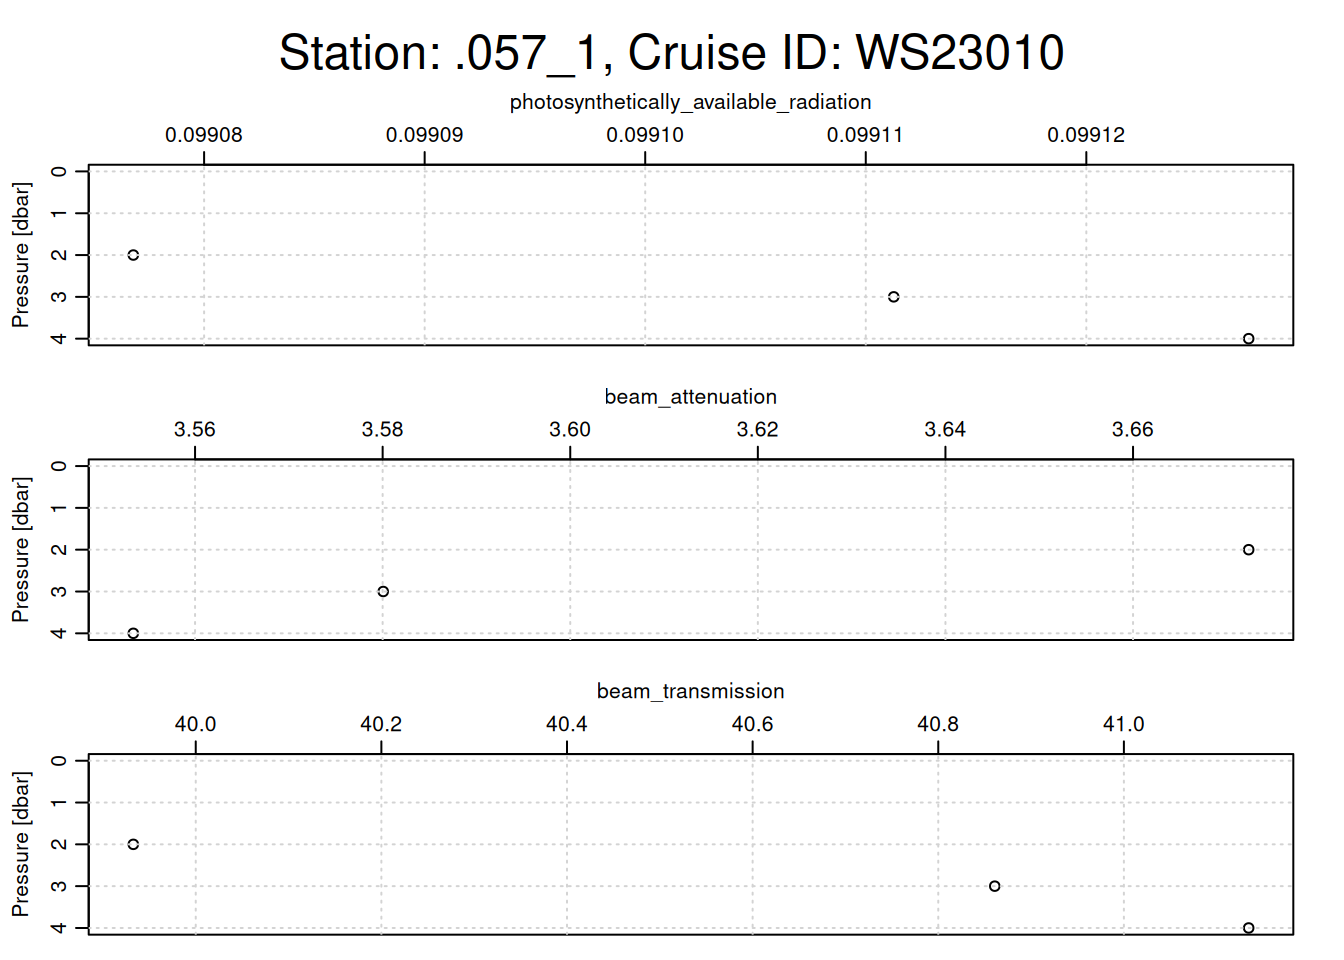 Station: .057_1, Cruise ID: WS23010
photosynthetically_available_radiation
0.09908 0.09909 0.09910 0.09911 0.09912
Pressure [dbar]
0
1
2
3
4
beam_attenuation
3.56 3.58 3.60 3.62 3.64 3.66
Pressure [dbar]
0
1
2
3
4
beam_transmission
40.0 40.2 40.4 40.6 40.8 41.0
Pressure [dbar]
0
1
2
3
4